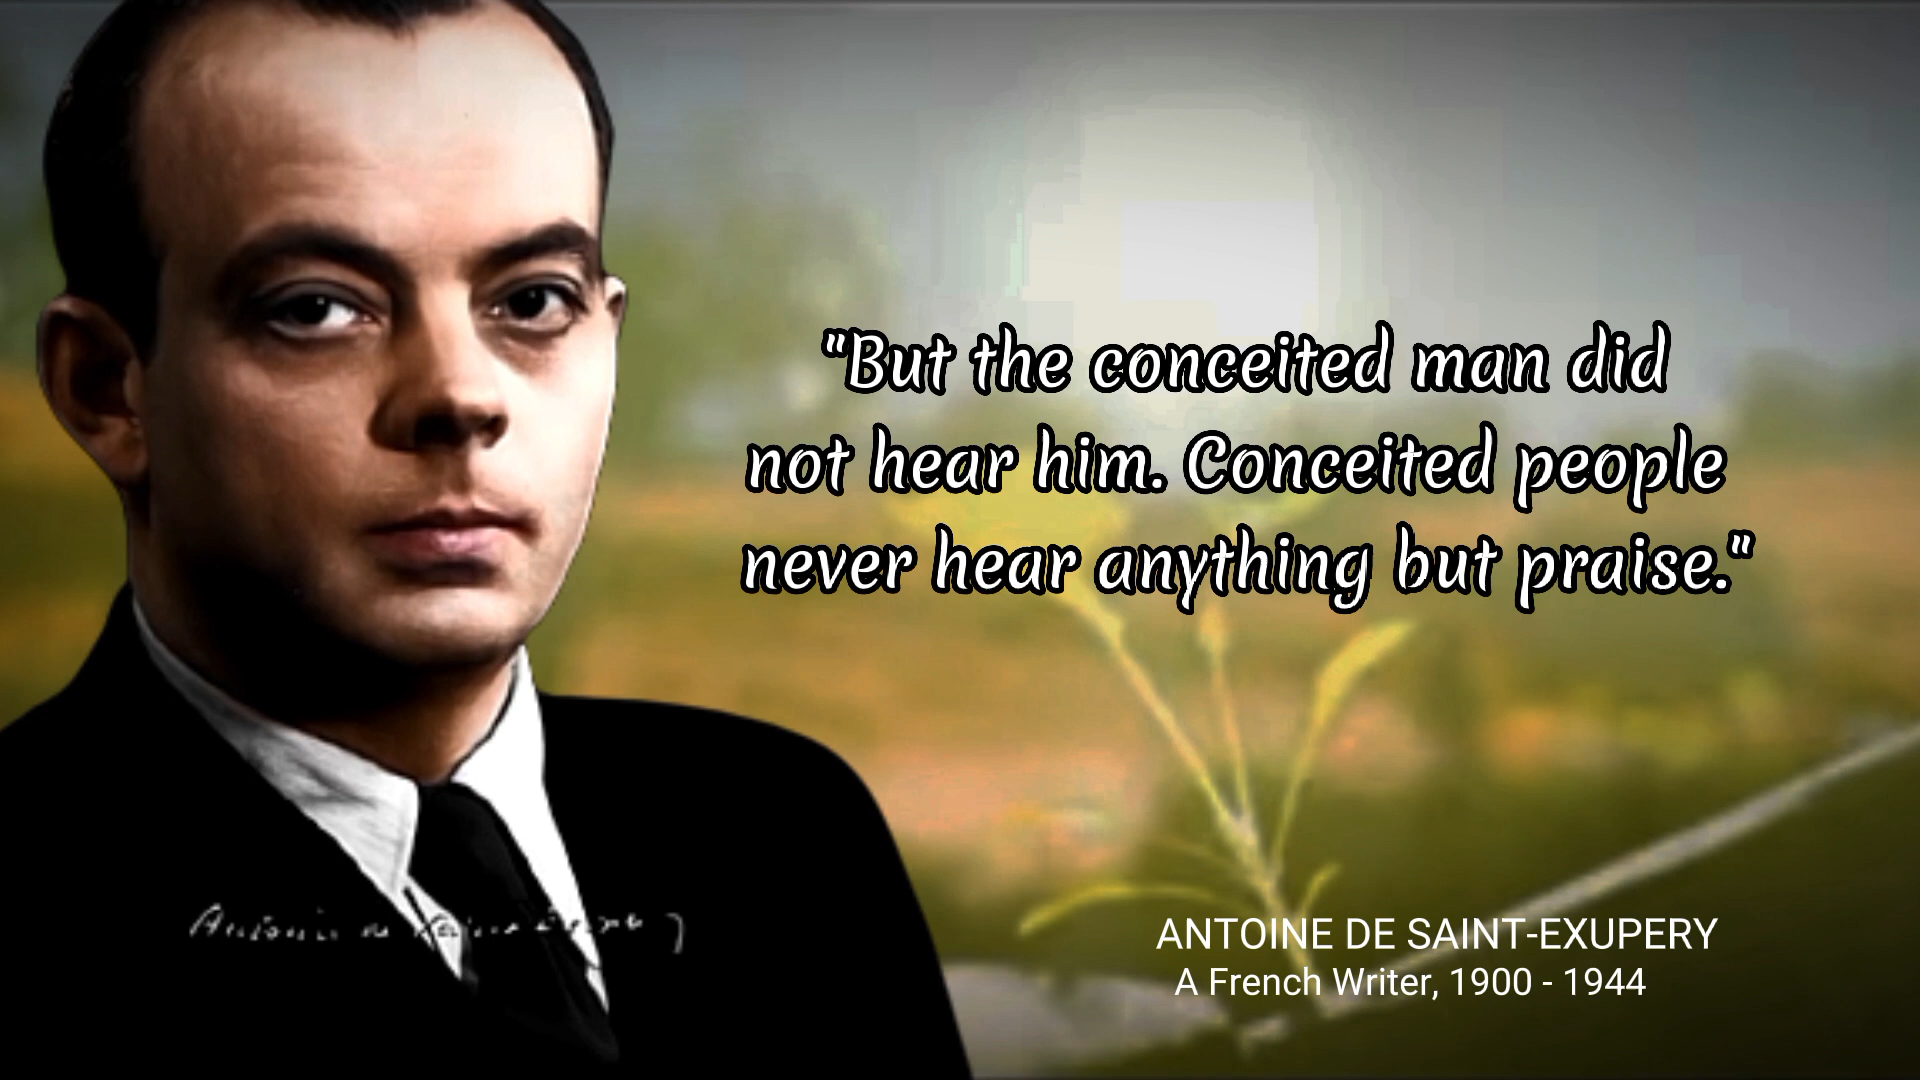 "But the conceited man did
not hear him. Conceited people
never hear anything but praise."
ANTOINE DE SAINT-EXUPERY
A French Writer, 1900 - 1944